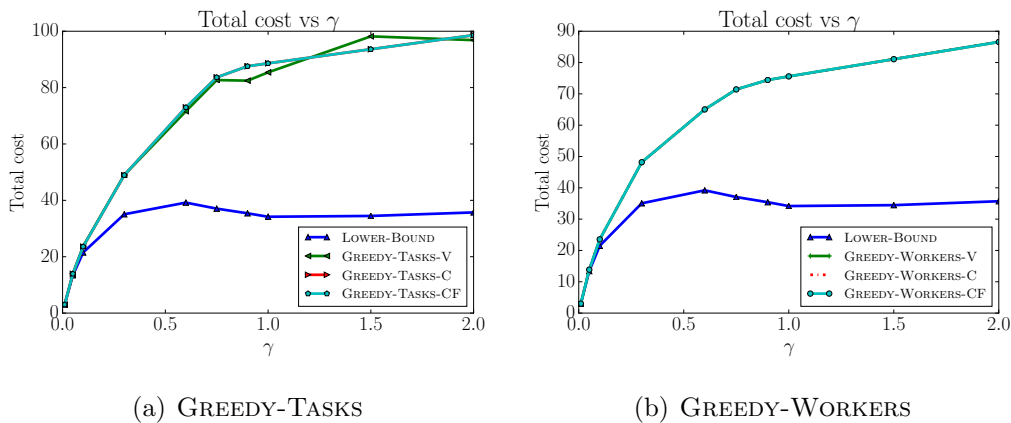 Total cost vs γ
100
80
60
40
20
0
Total cost
0.0 0.5 1.0 1.5 2.0
γ
LOWER-BOUND
GREEDY-TASKS-V
GREEDY-TASKS-C
GREEDY-TASKS-CF
(a) GREEDY-TASKS
Total cost vs γ
90
80
70
60
50
40
30
20
10
0
Total cost
0.0 0.5 1.0 1.5 2.0
γ
LOWER-BOUND
GREEDY-WORKERS-V
GREEDY-WORKERS-C
GREEDY-WORKERS-CF
(b) GREEDY-WORKERS